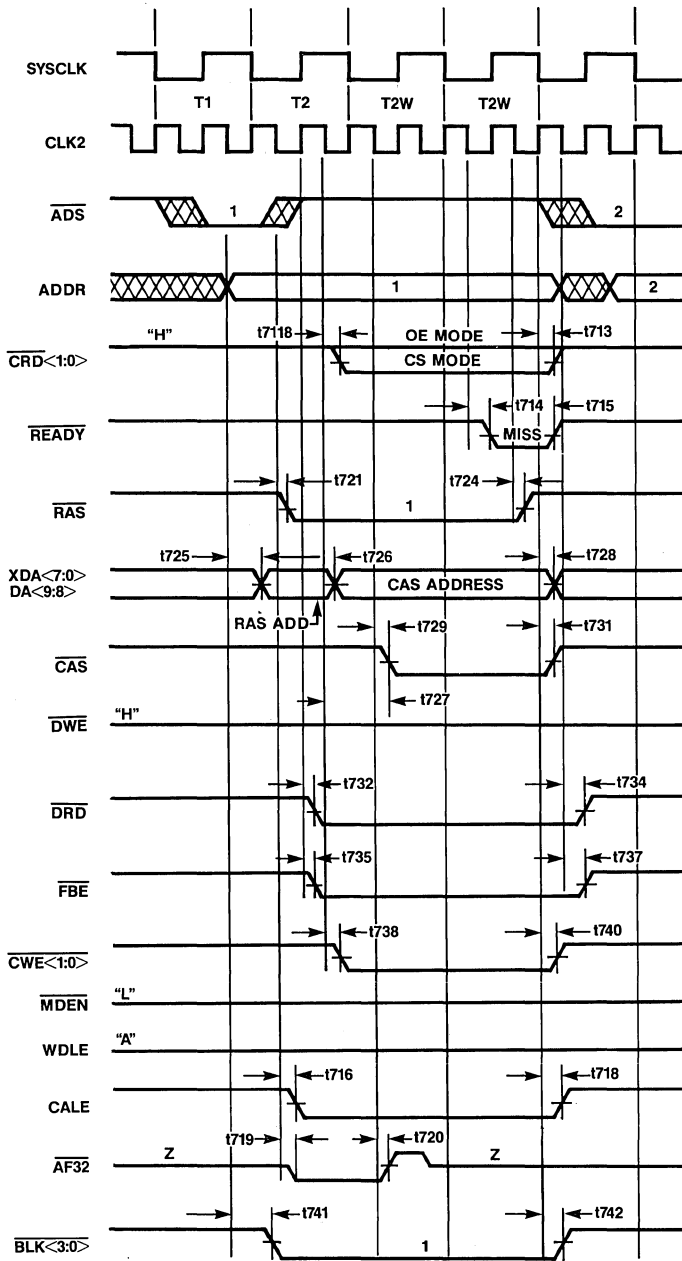 SYSCLK
T1 T2 T2W T2W
CLK2
ADS 1 2
ADDR 1 2
"H" t7118 OE MODE t713
CRD<1:0> CS MODE
t714 t715
READY MISS
t721 t724
RAS 1
t725 t726 t728
XDA<7:0> CAS ADDRESS
DA<9:8>
RAS ADD
t729 t731
CAS
t727
DWE "H"
t732 t734
DRD
t735 t737
FBE
t738 t740
CWE<1:0>
MDEN "L"
WDLE "A"
t716 t718
CALE
t719 t720
AF32 Z Z
t741 t742
BLK<3:0> 1